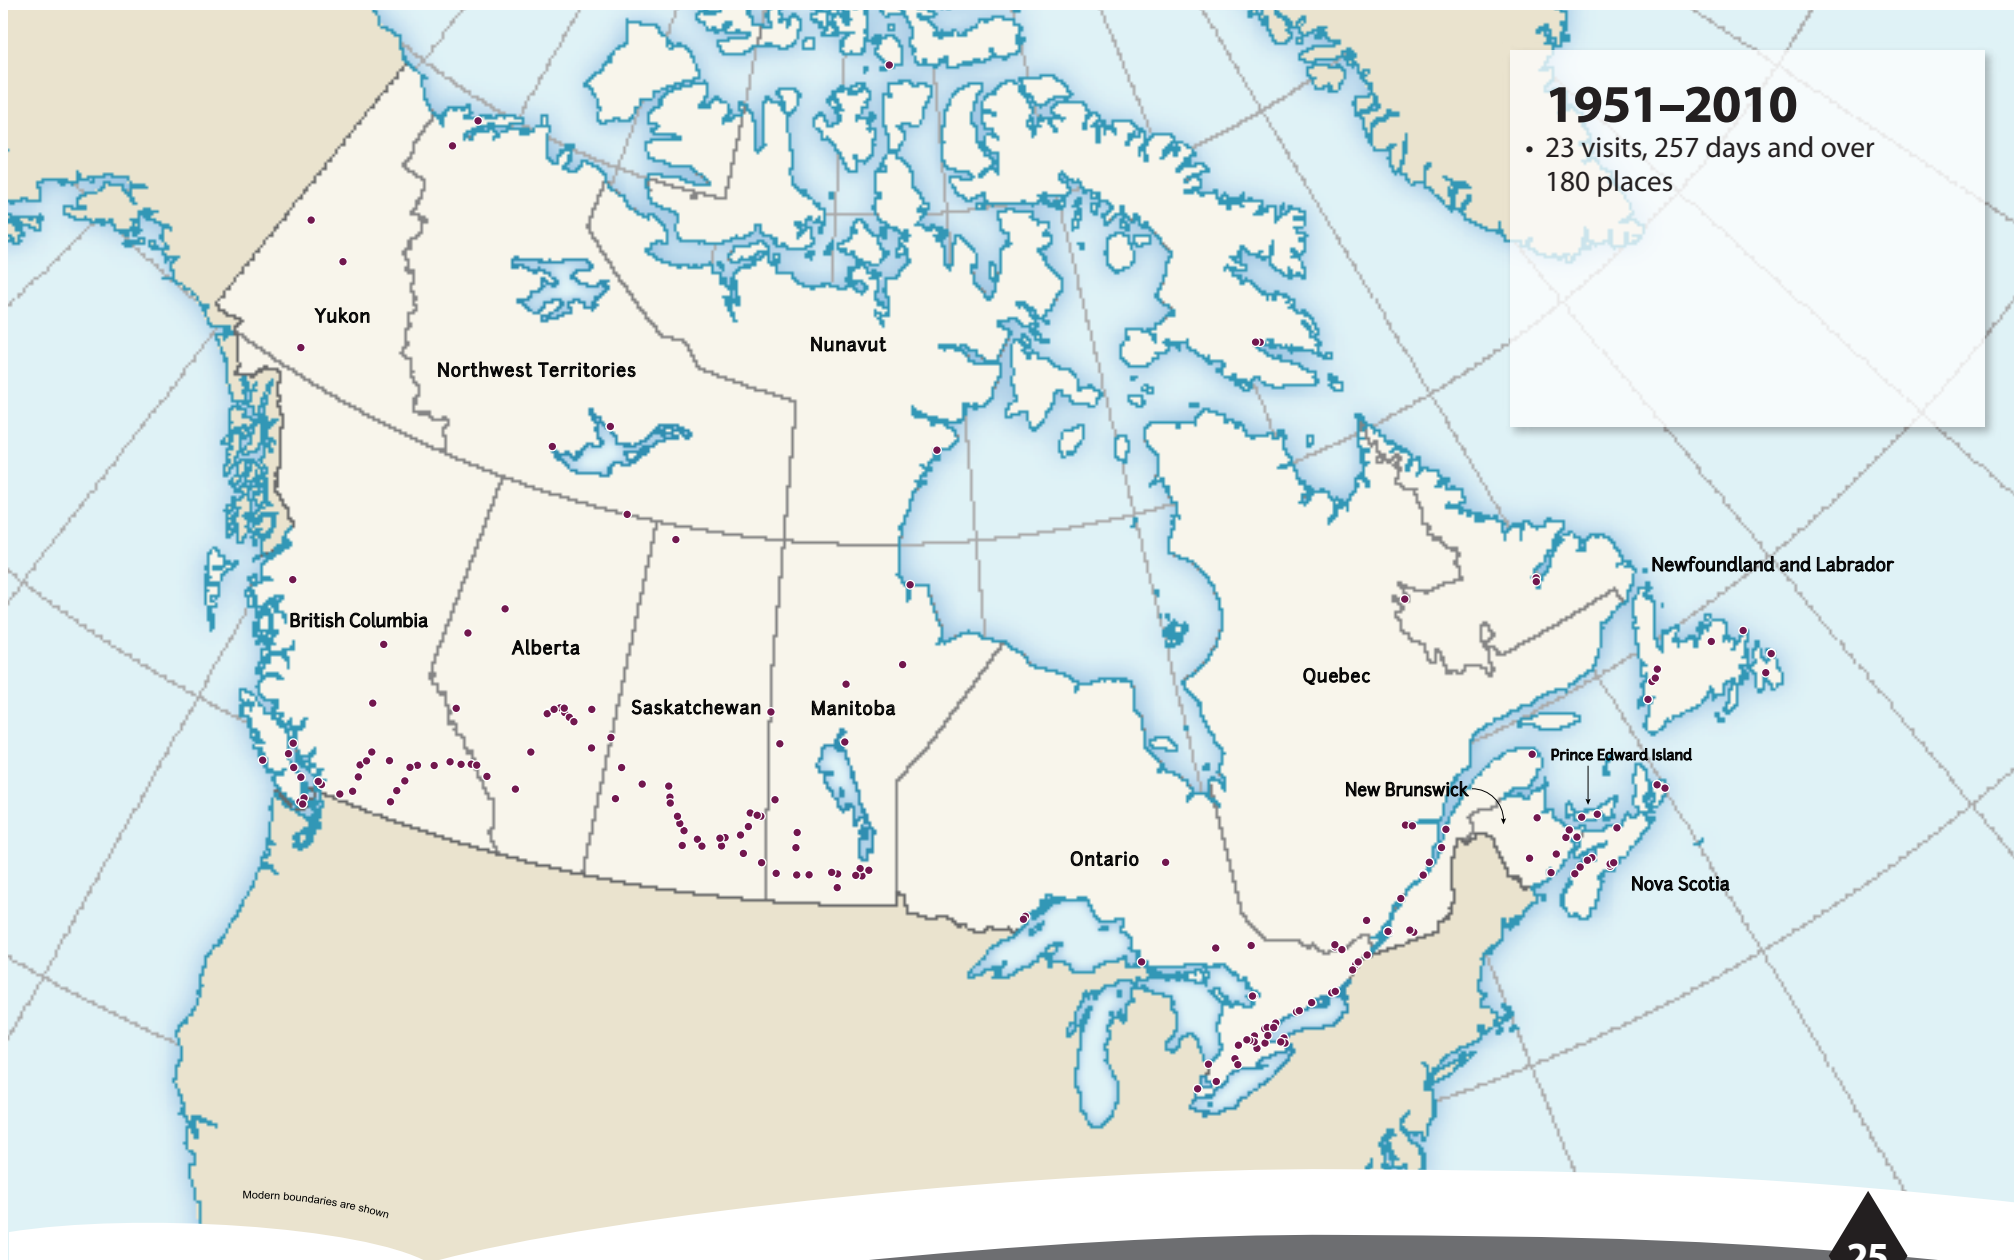 1951–2010
• 23 visits, 257 days and over
180 places
Yukon
Nunavut
Northwest Territories
Newfoundland and Labrador
British Columbia
Alberta
Quebec
Saskatchewan
Manitoba
Prince Edward Island
New Brunswick
Ontario
Nova Scotia
Modern boundaries are shown
25